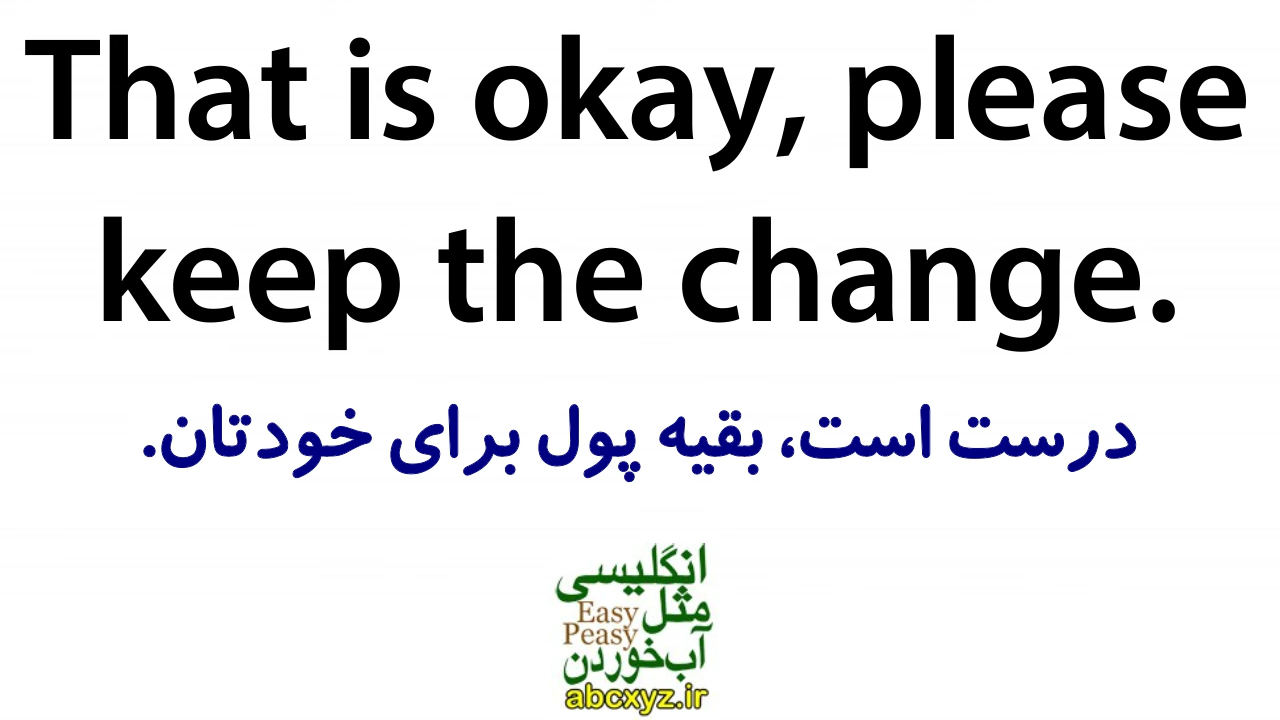 That is okay, please
keep the change.
درست است، بقیه پول برای خودتان.
انگلیسی
مثل
Easy
Peasy
آب‌خوردن
abcxyz.ir